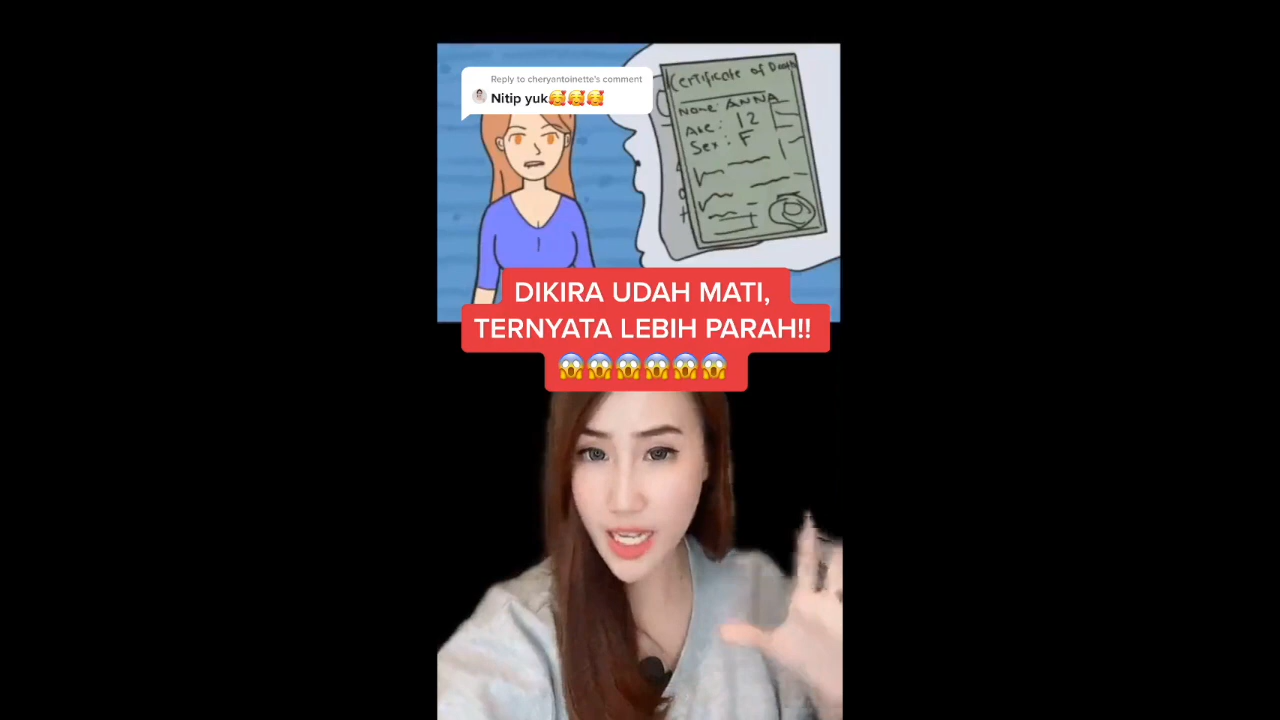 Reply to cheryantoinette's comment
Nitip yuk🥰🥰🥰
Certificate of Death
Name: ANNA
Age: 12
Sex: F
DIKIRA UDAH MATI,
TERNYATA LEBIH PARAH!!
😱😱😱😱😱😱